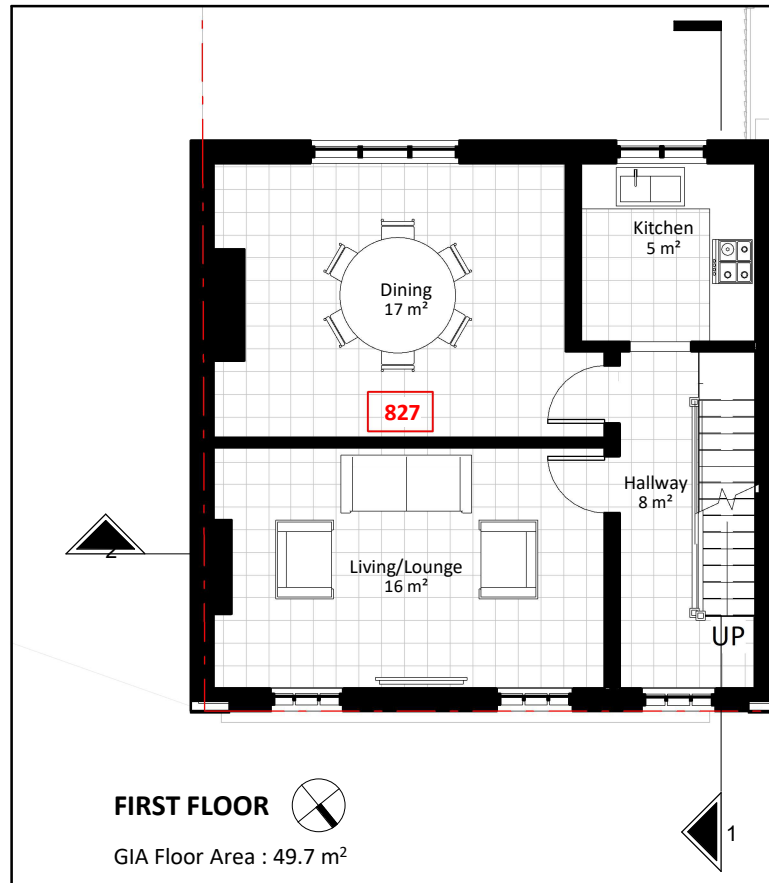 Kitchen
5 m²
Dining
17 m²
827
Hallway
8 m²
2
Living/Lounge
16 m²
UP
FIRST FLOOR
1
GIA Floor Area : 49.7 m²